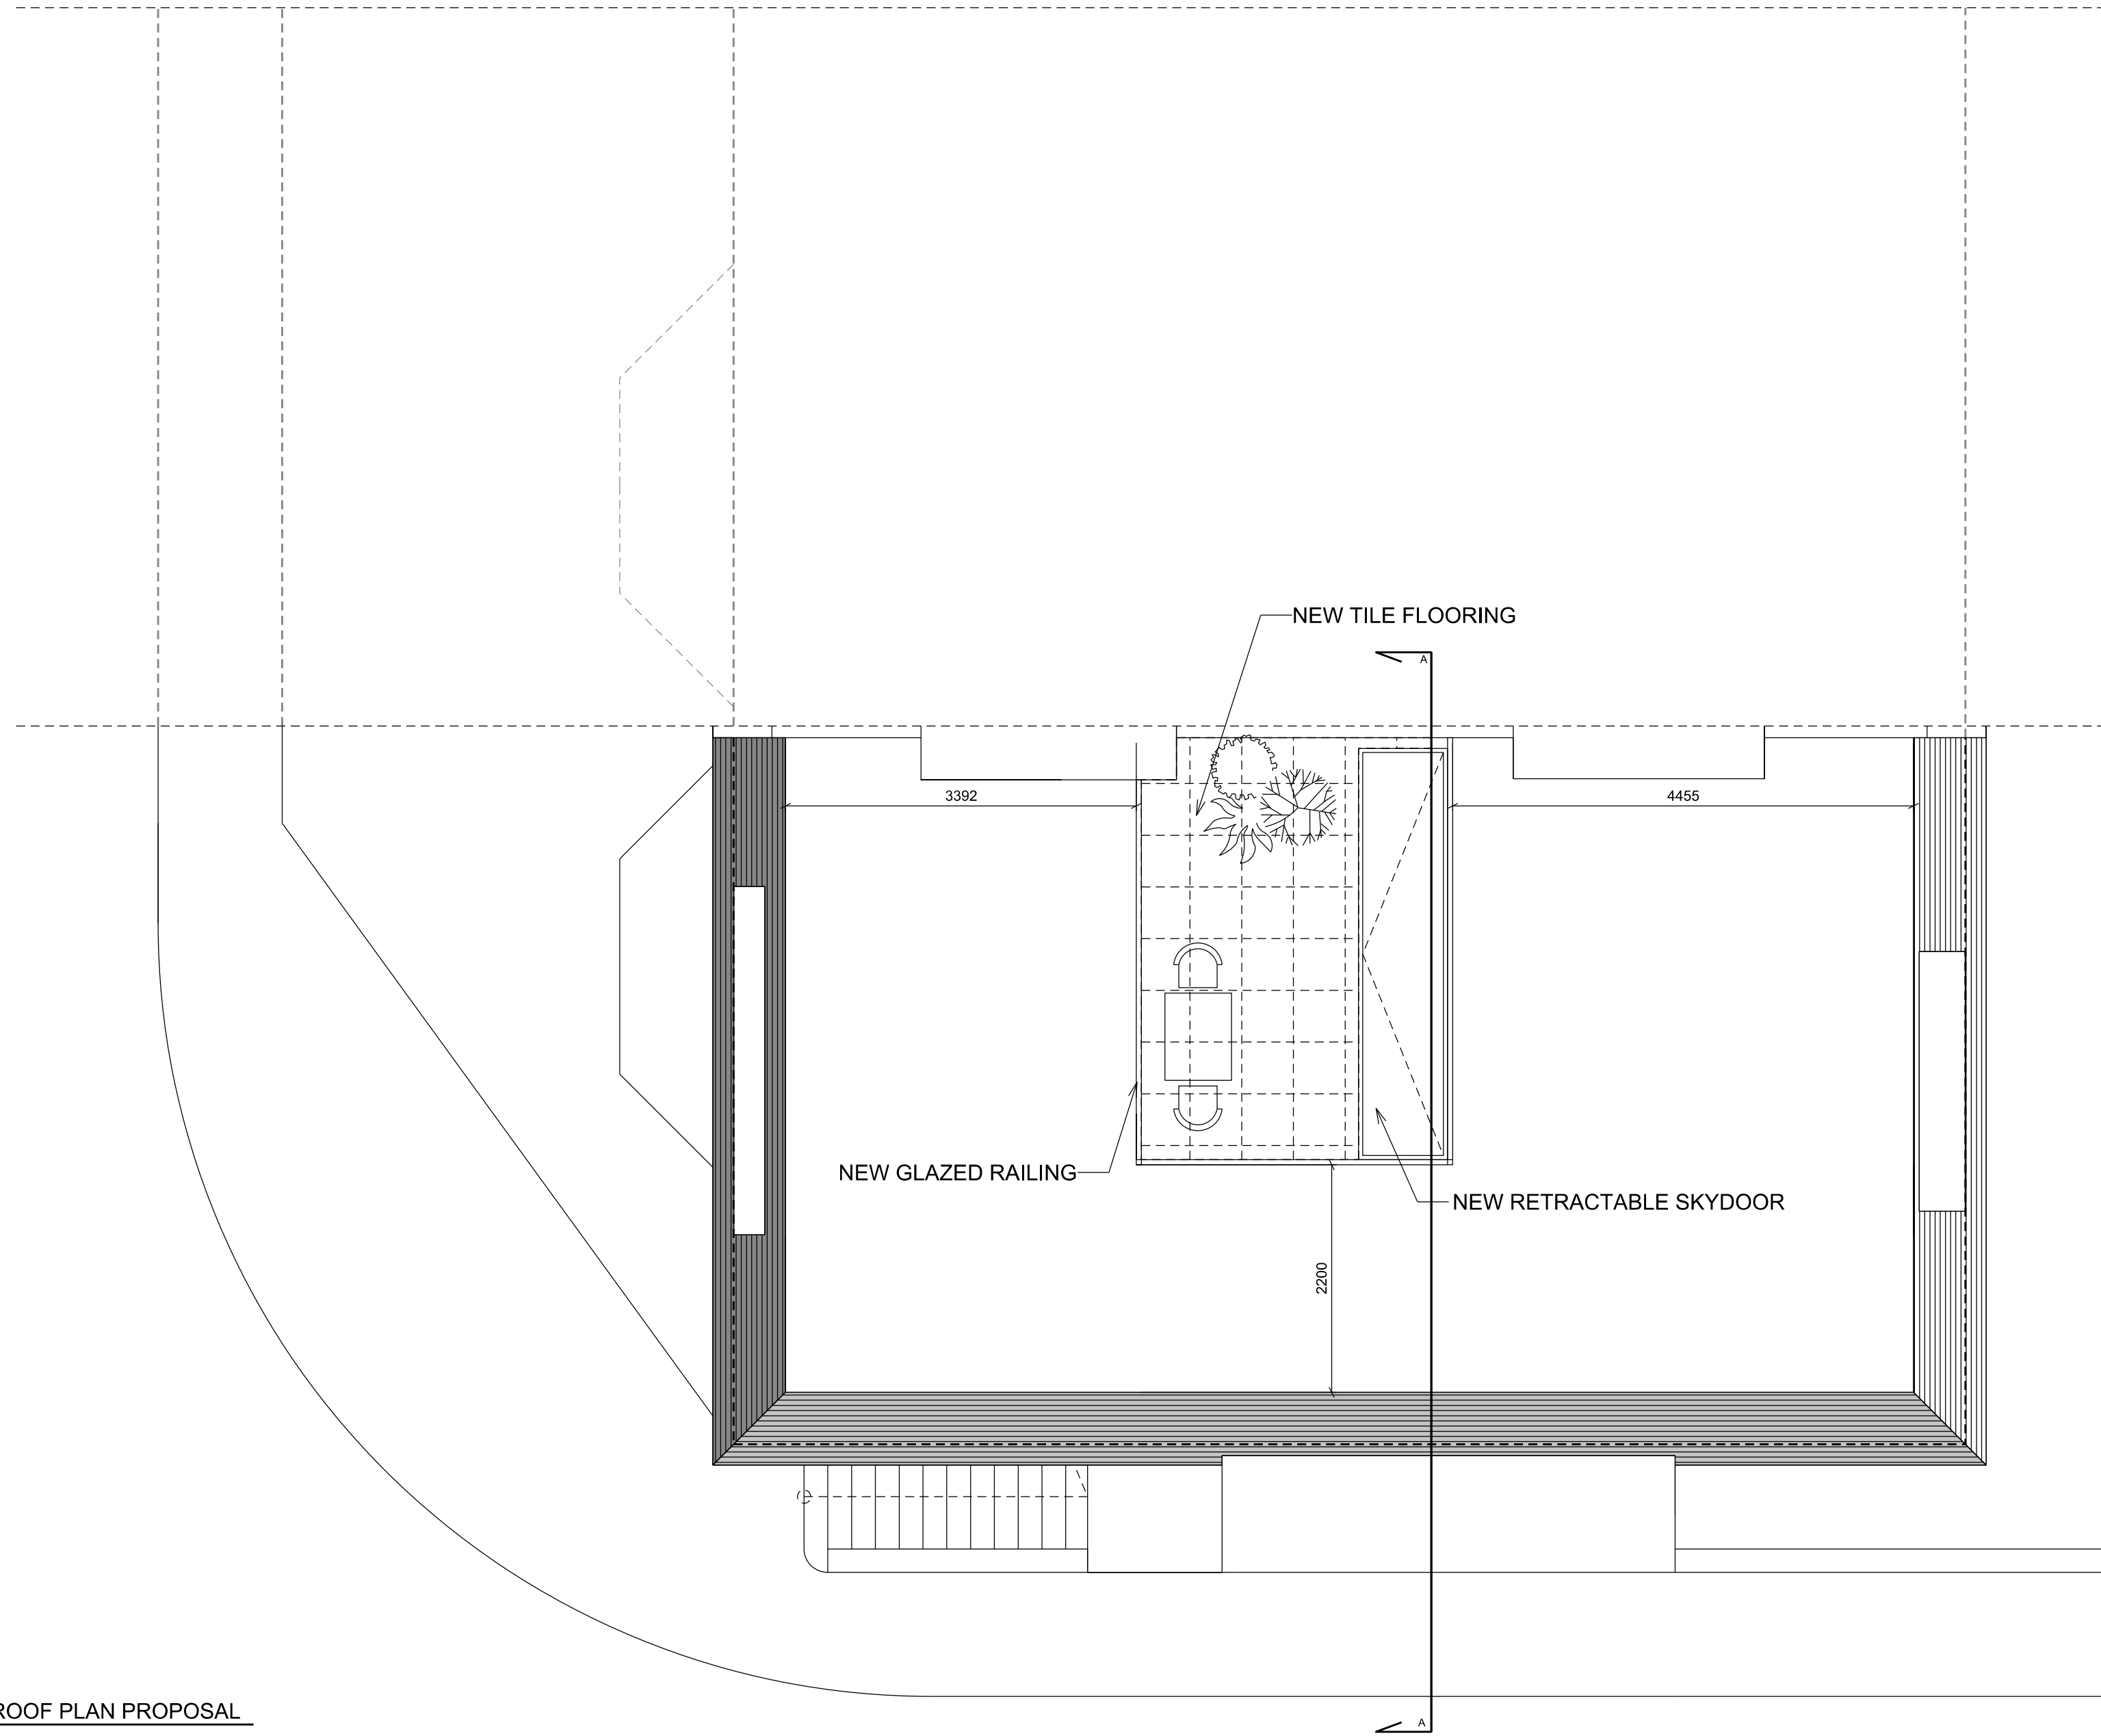 NEW TILE FLOORING
A
3392
4455
NEW GLAZED RAILING
NEW RETRACTABLE SKYDOOR
2200
ROOF PLAN PROPOSAL
A